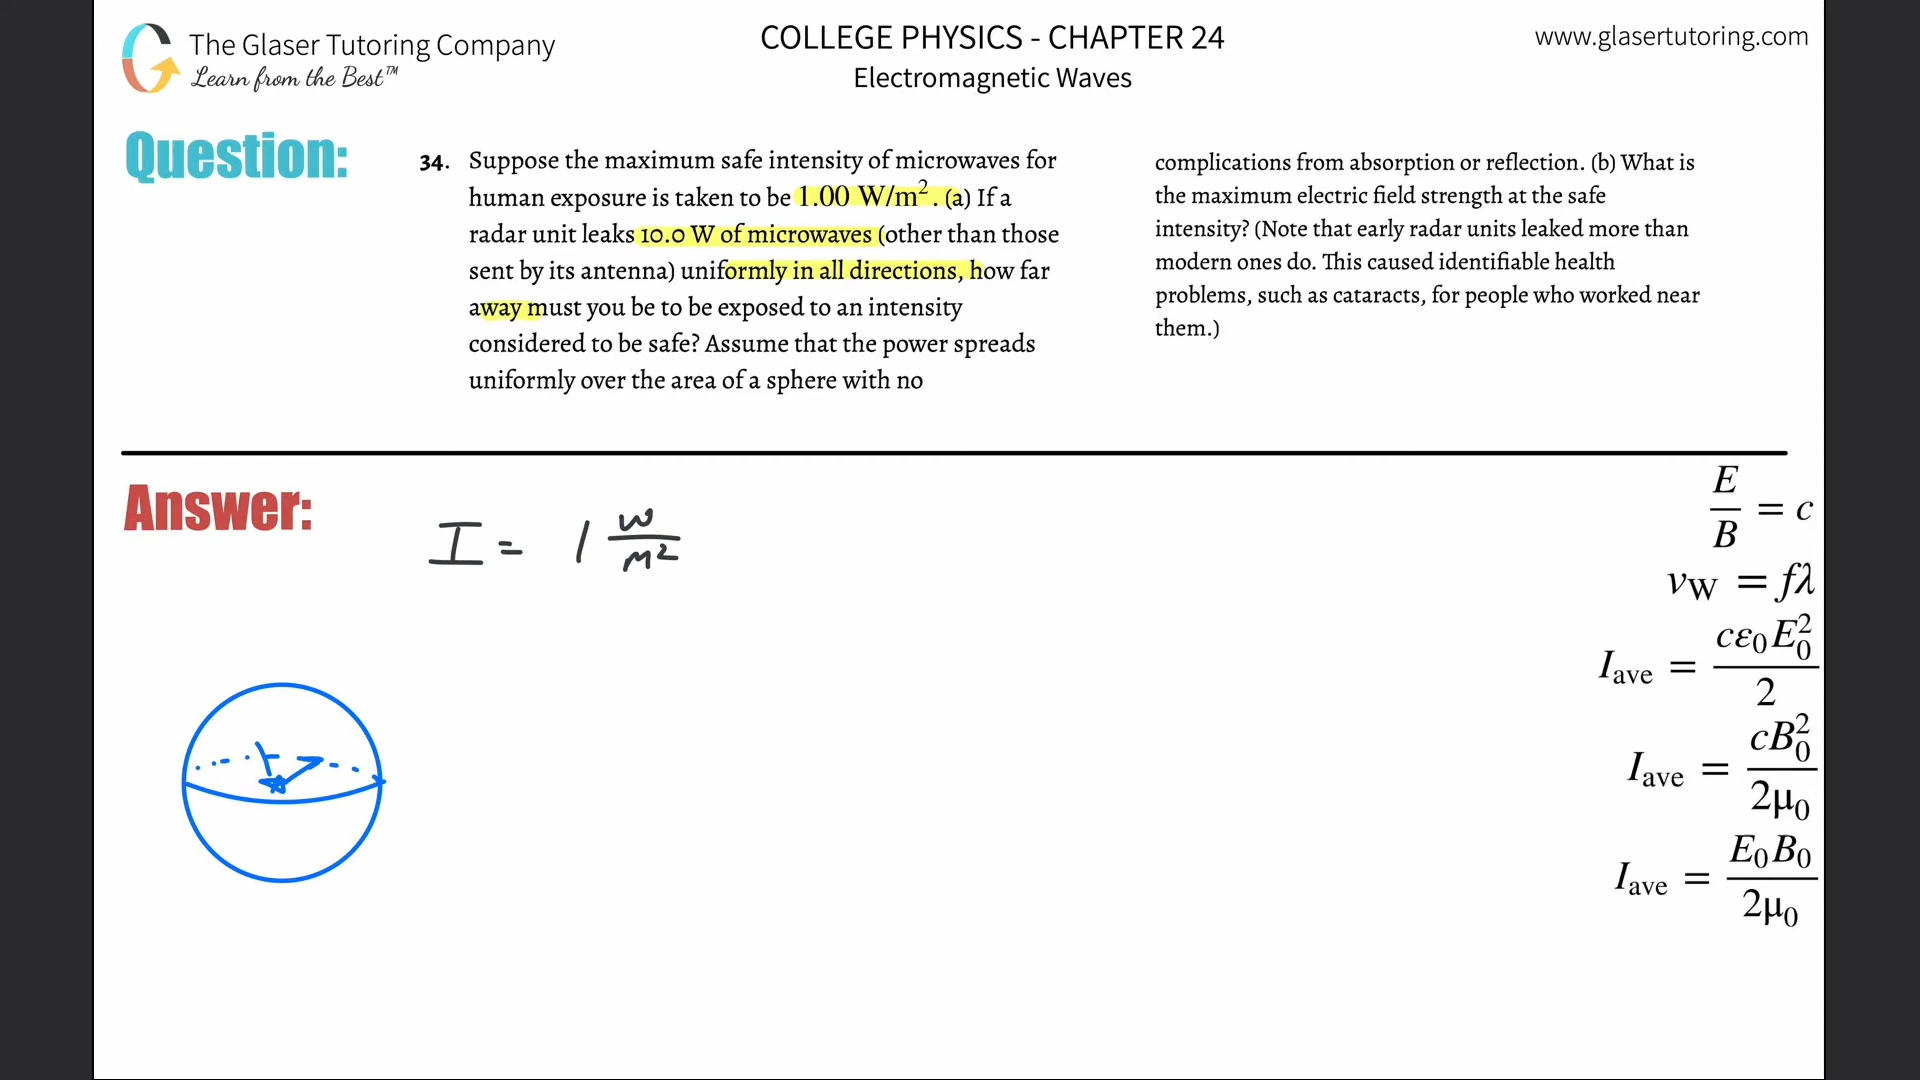 The Glaser Tutoring Company
Learn from the Best™
COLLEGE PHYSICS - CHAPTER 24
Electromagnetic Waves
www.glasertutoring.com
Question:
34. Suppose the maximum safe intensity of microwaves for
human exposure is taken to be 1.00 W/m². (a) If a
radar unit leaks 10.0 W of microwaves (other than those
sent by its antenna) uniformly in all directions, how far
away must you be to be exposed to an intensity
considered to be safe? Assume that the power spreads
uniformly over the area of a sphere with no
complications from absorption or reflection. (b) What is
the maximum electric field strength at the safe
intensity? (Note that early radar units leaked more than
modern ones do. This caused identifiable health
problems, such as cataracts, for people who worked near
them.)
Answer:
I = 1 W/m²
E/B = c
v_W = fλ
I_ave = cε₀E₀²/2
I_ave = cB₀²/2μ₀
I_ave = E₀B₀/2μ₀